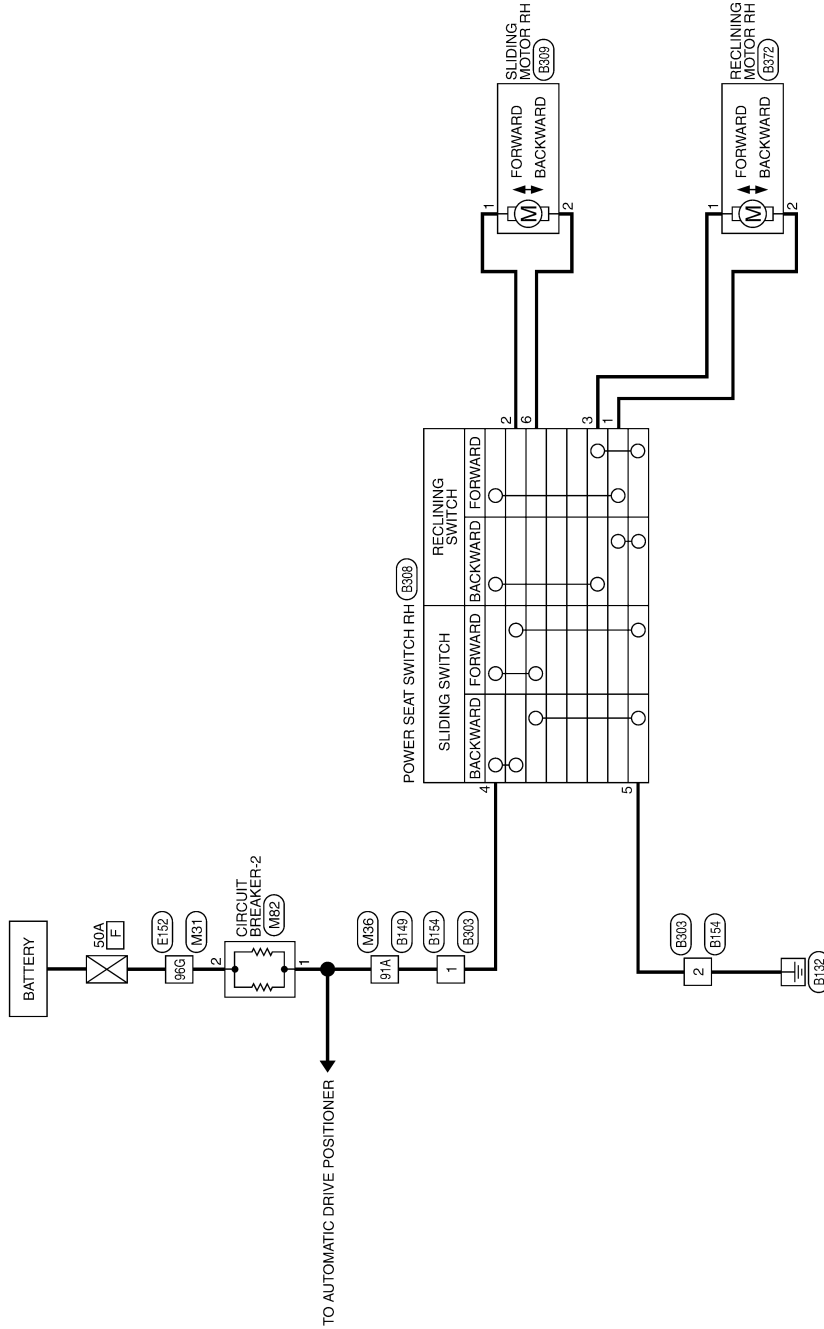 BATTERY
50A
F
E152
96G
M31
CIRCUIT
BREAKER-2
M82
2
1
TO AUTOMATIC DRIVE POSITIONER
M36
91A
B149
B154
1
B303
POWER SEAT SWITCH RH
B308
SLIDING SWITCH
RECLINING
SWITCH
BACKWARD
FORWARD
BACKWARD
FORWARD
4
5
2
6
3
1
B303
2
B154
B132
SLIDING
MOTOR RH
B309
1
M
FORWARD
BACKWARD
2
RECLINING
MOTOR RH
B372
1
M
FORWARD
BACKWARD
2